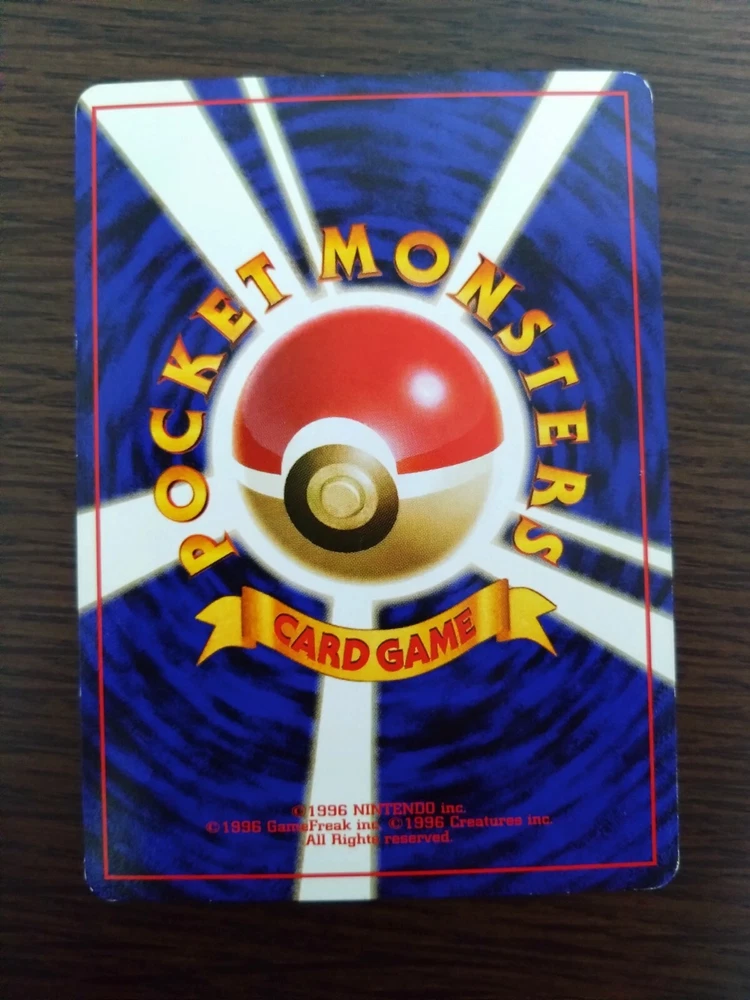 POCKET MONSTERS
CARD GAME
©1996 NINTENDO inc.
©1996 GameFreak inc. ©1996 Creatures inc.
All Rights reserved.